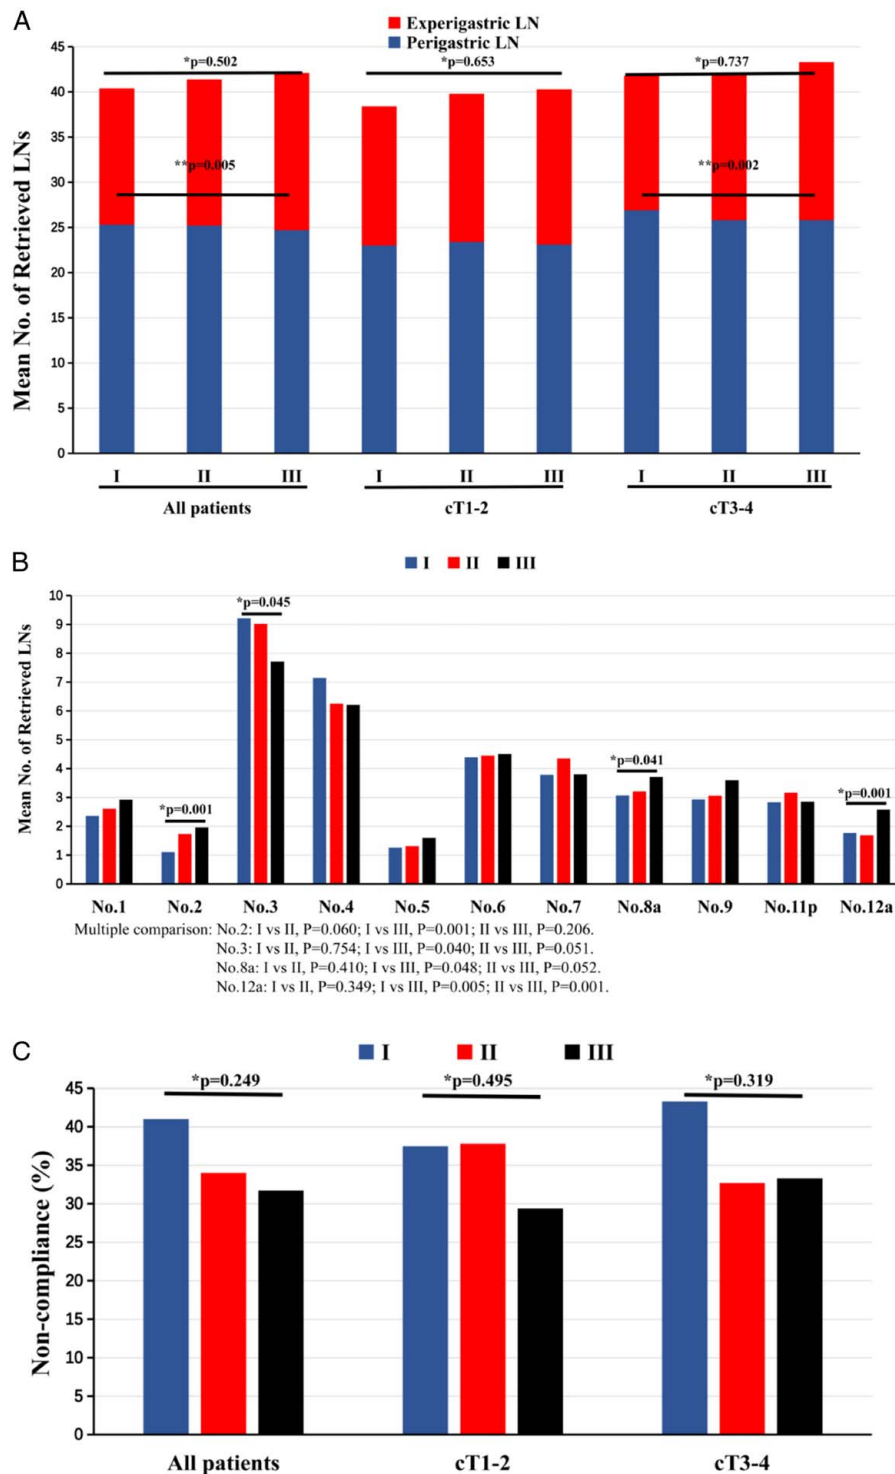 A
Experigastric LN
Perigastric LN
Mean No. of Retrieved LNs
45
40
35
30
25
20
15
10
5
0
*p=0.502
*p=0.653
*p=0.737
**p=0.005
**p=0.002
I II III I II III I II III
All patients cT1-2 cT3-4
B
I II III
Mean No. of Retrieved LNs
10
9
8
7
6
5
4
3
2
1
0
*p=0.045
*p=0.001
*p=0.041
*p=0.001
No.1 No.2 No.3 No.4 No.5 No.6 No.7 No.8a No.9 No.11p No.12a
Multiple comparison: No.2: I vs II, P=0.060; I vs III, P=0.001; II vs III, P=0.206.
No.3: I vs II, P=0.754; I vs III, P=0.040; II vs III, P=0.051.
No.8a: I vs II, P=0.410; I vs III, P=0.048; II vs III, P=0.052.
No.12a: I vs II, P=0.349; I vs III, P=0.005; II vs III, P=0.001.
C
I II III
Non-compliance (%)
45
40
35
30
25
20
15
10
5
0
*p=0.249
*p=0.495
*p=0.319
All patients cT1-2 cT3-4